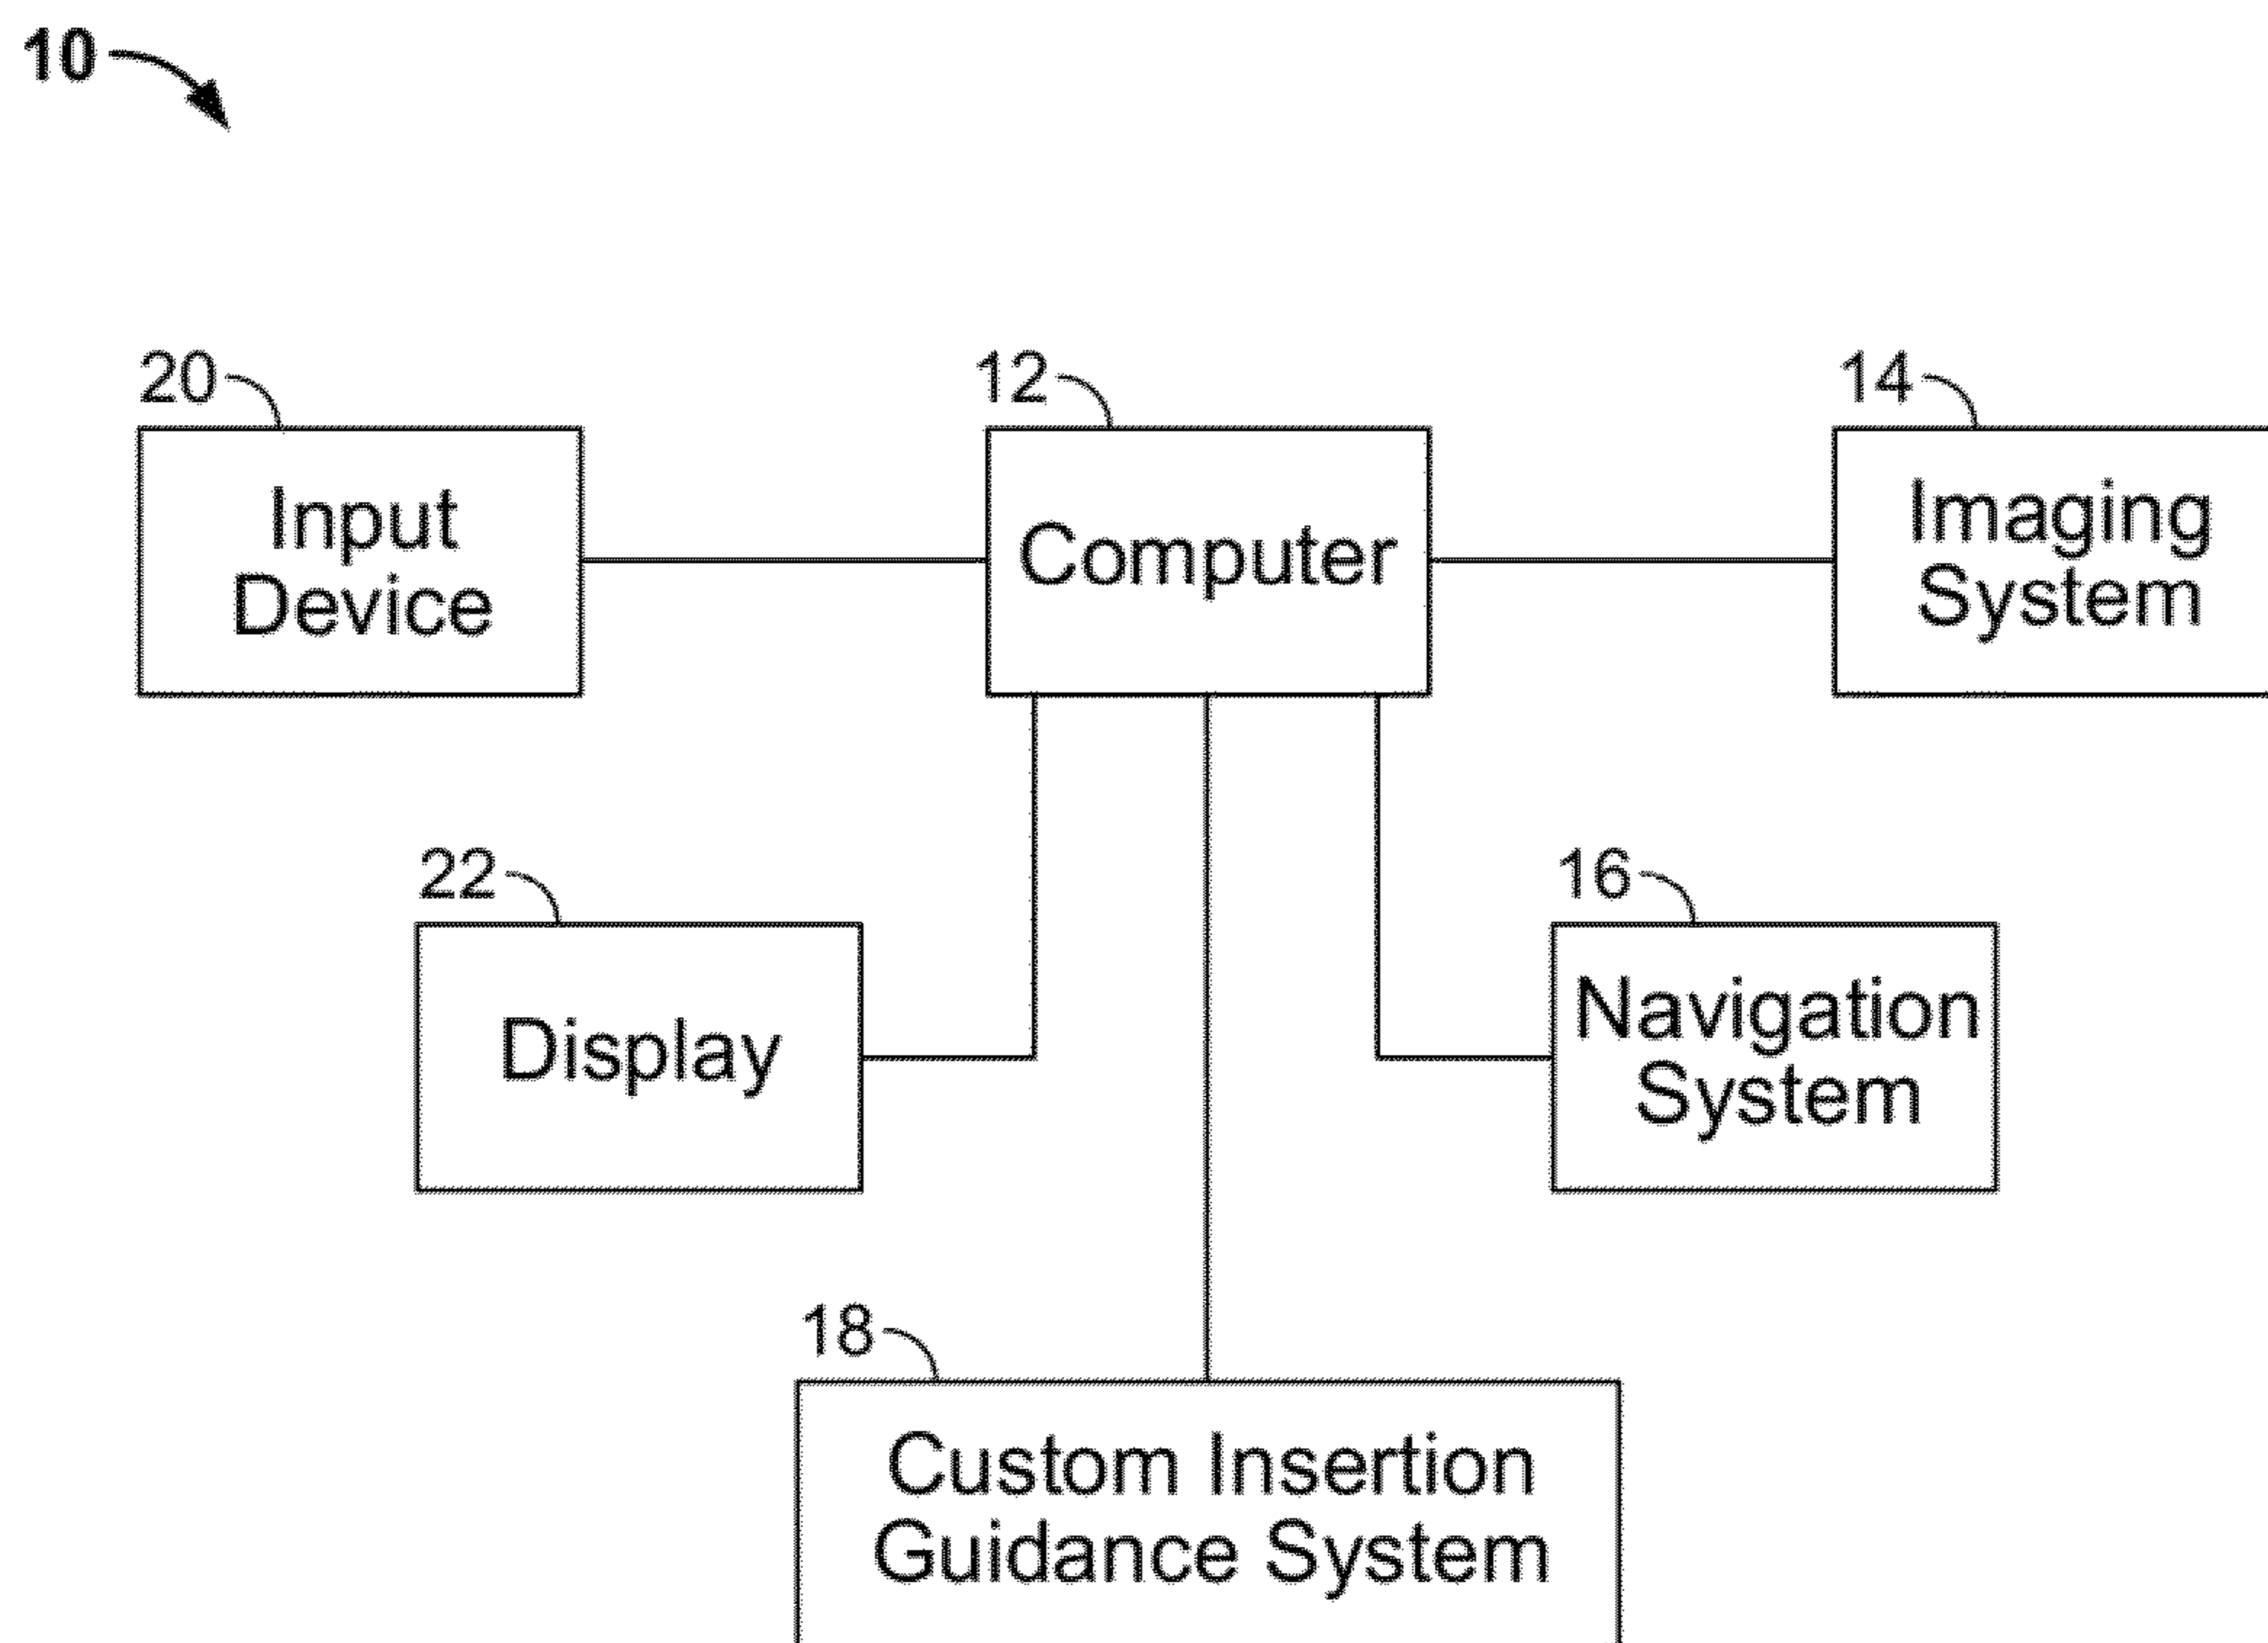 10
20
12
14
Input
Device
Computer
Imaging
System
22
16
Display
Navigation
System
18
Custom Insertion
Guidance System